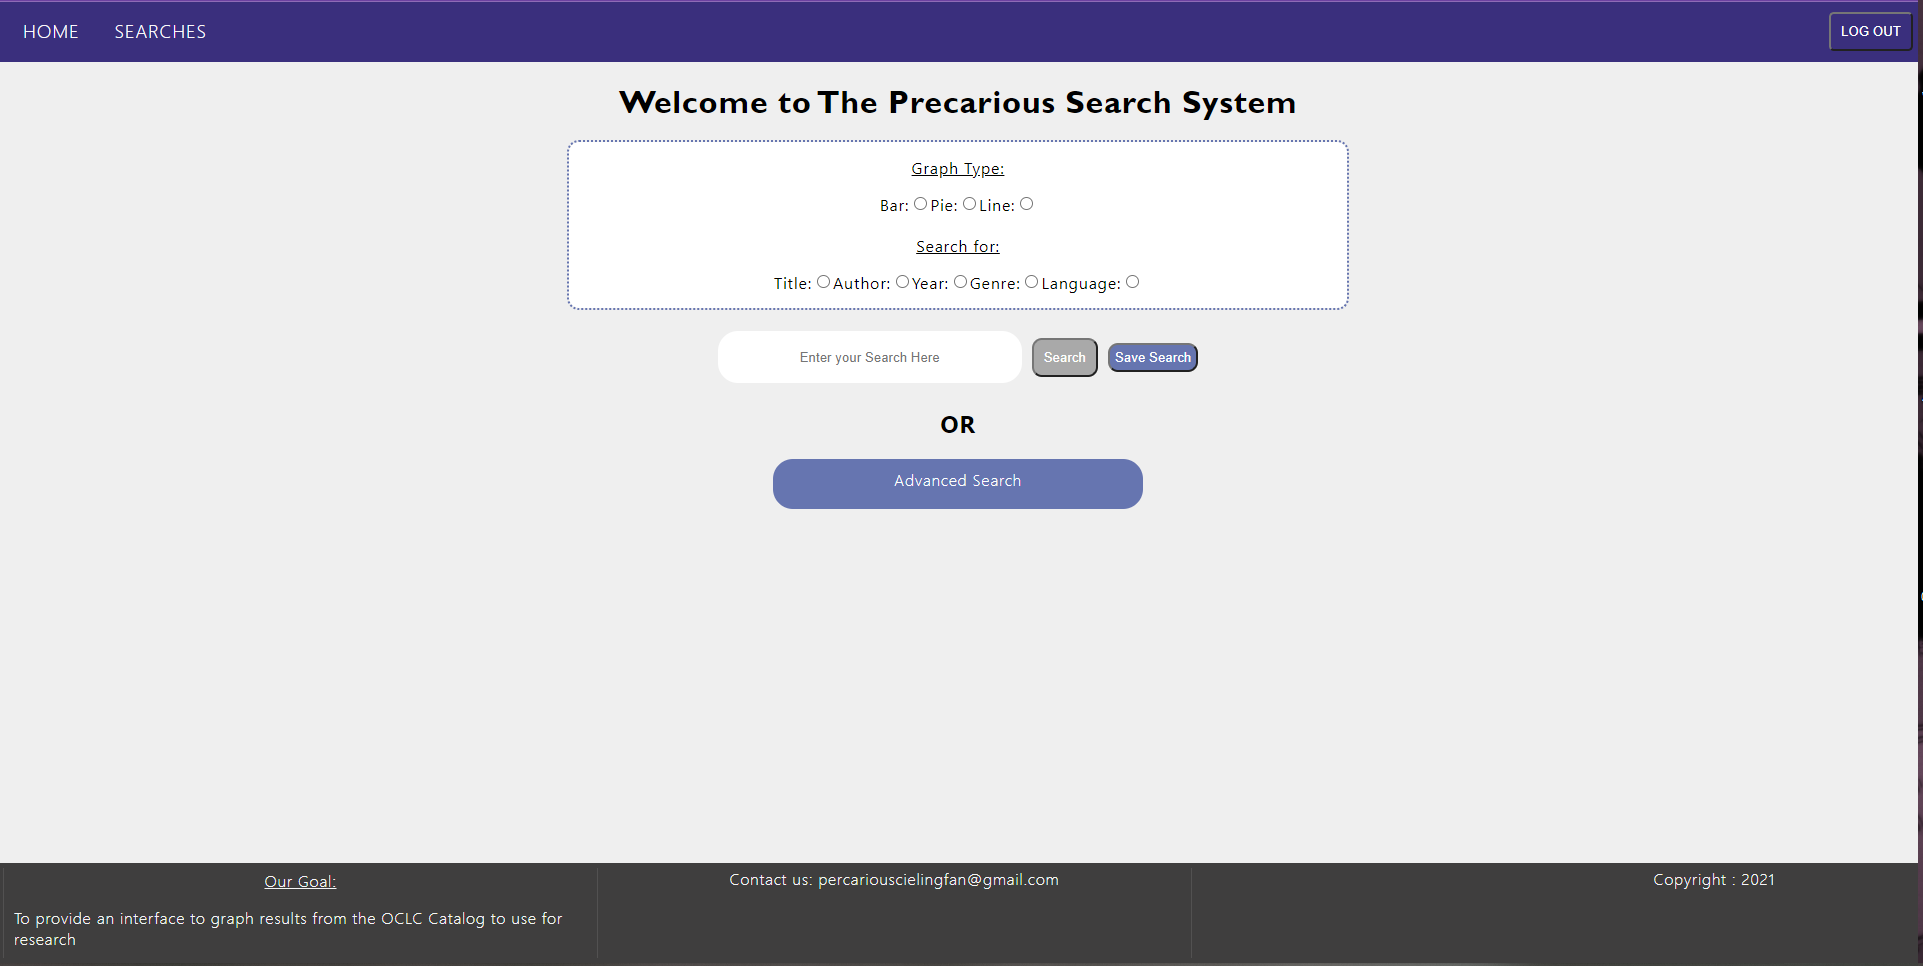 HOME SEARCHES LOG OUT
Welcome to The Precarious Search System
Graph Type:
Bar: Pie: Line:
Search for:
Title: Author: Year: Genre: Language:
Enter your Search Here Search Save Search
OR
Advanced Search
Our Goal:
To provide an interface to graph results from the OCLC Catalog to use for
research
Contact us: percariouscielingfan@gmail.com
Copyright : 2021